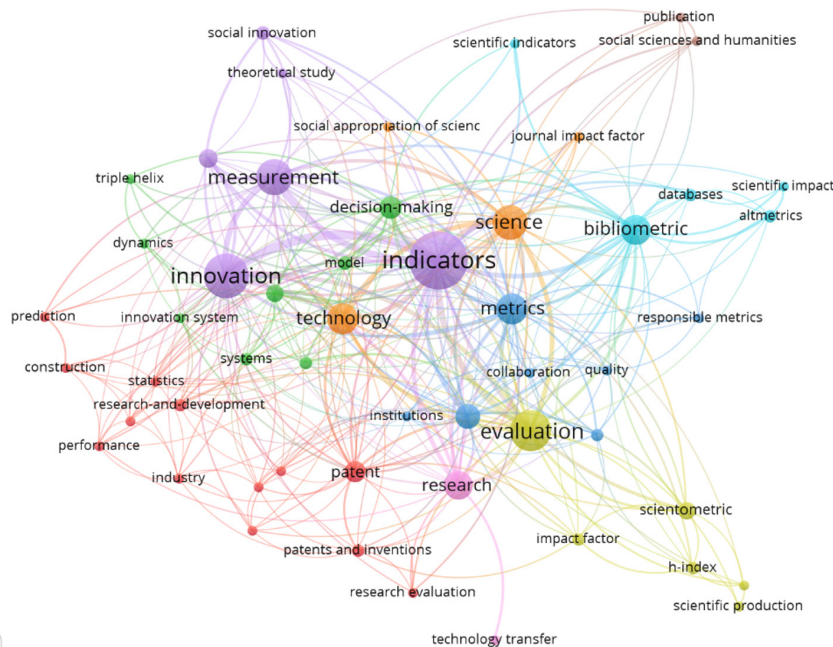 publication
social innovation
social sciences and humanities
scientific indicators
theoretical study
social appropriation of scienc
journal impact factor
triple helix
measurement
databases
scientific impact
decision-making
altmetrics
science
bibliometric
dynamics
model
indicators
innovation
metrics
prediction
innovation system
technology
responsible metrics
systems
construction
collaboration
quality
statistics
research-and-development
institutions
evaluation
performance
industry
patent
research
scientometric
impact factor
patents and inventions
h-index
research evaluation
scientific production
technology transfer